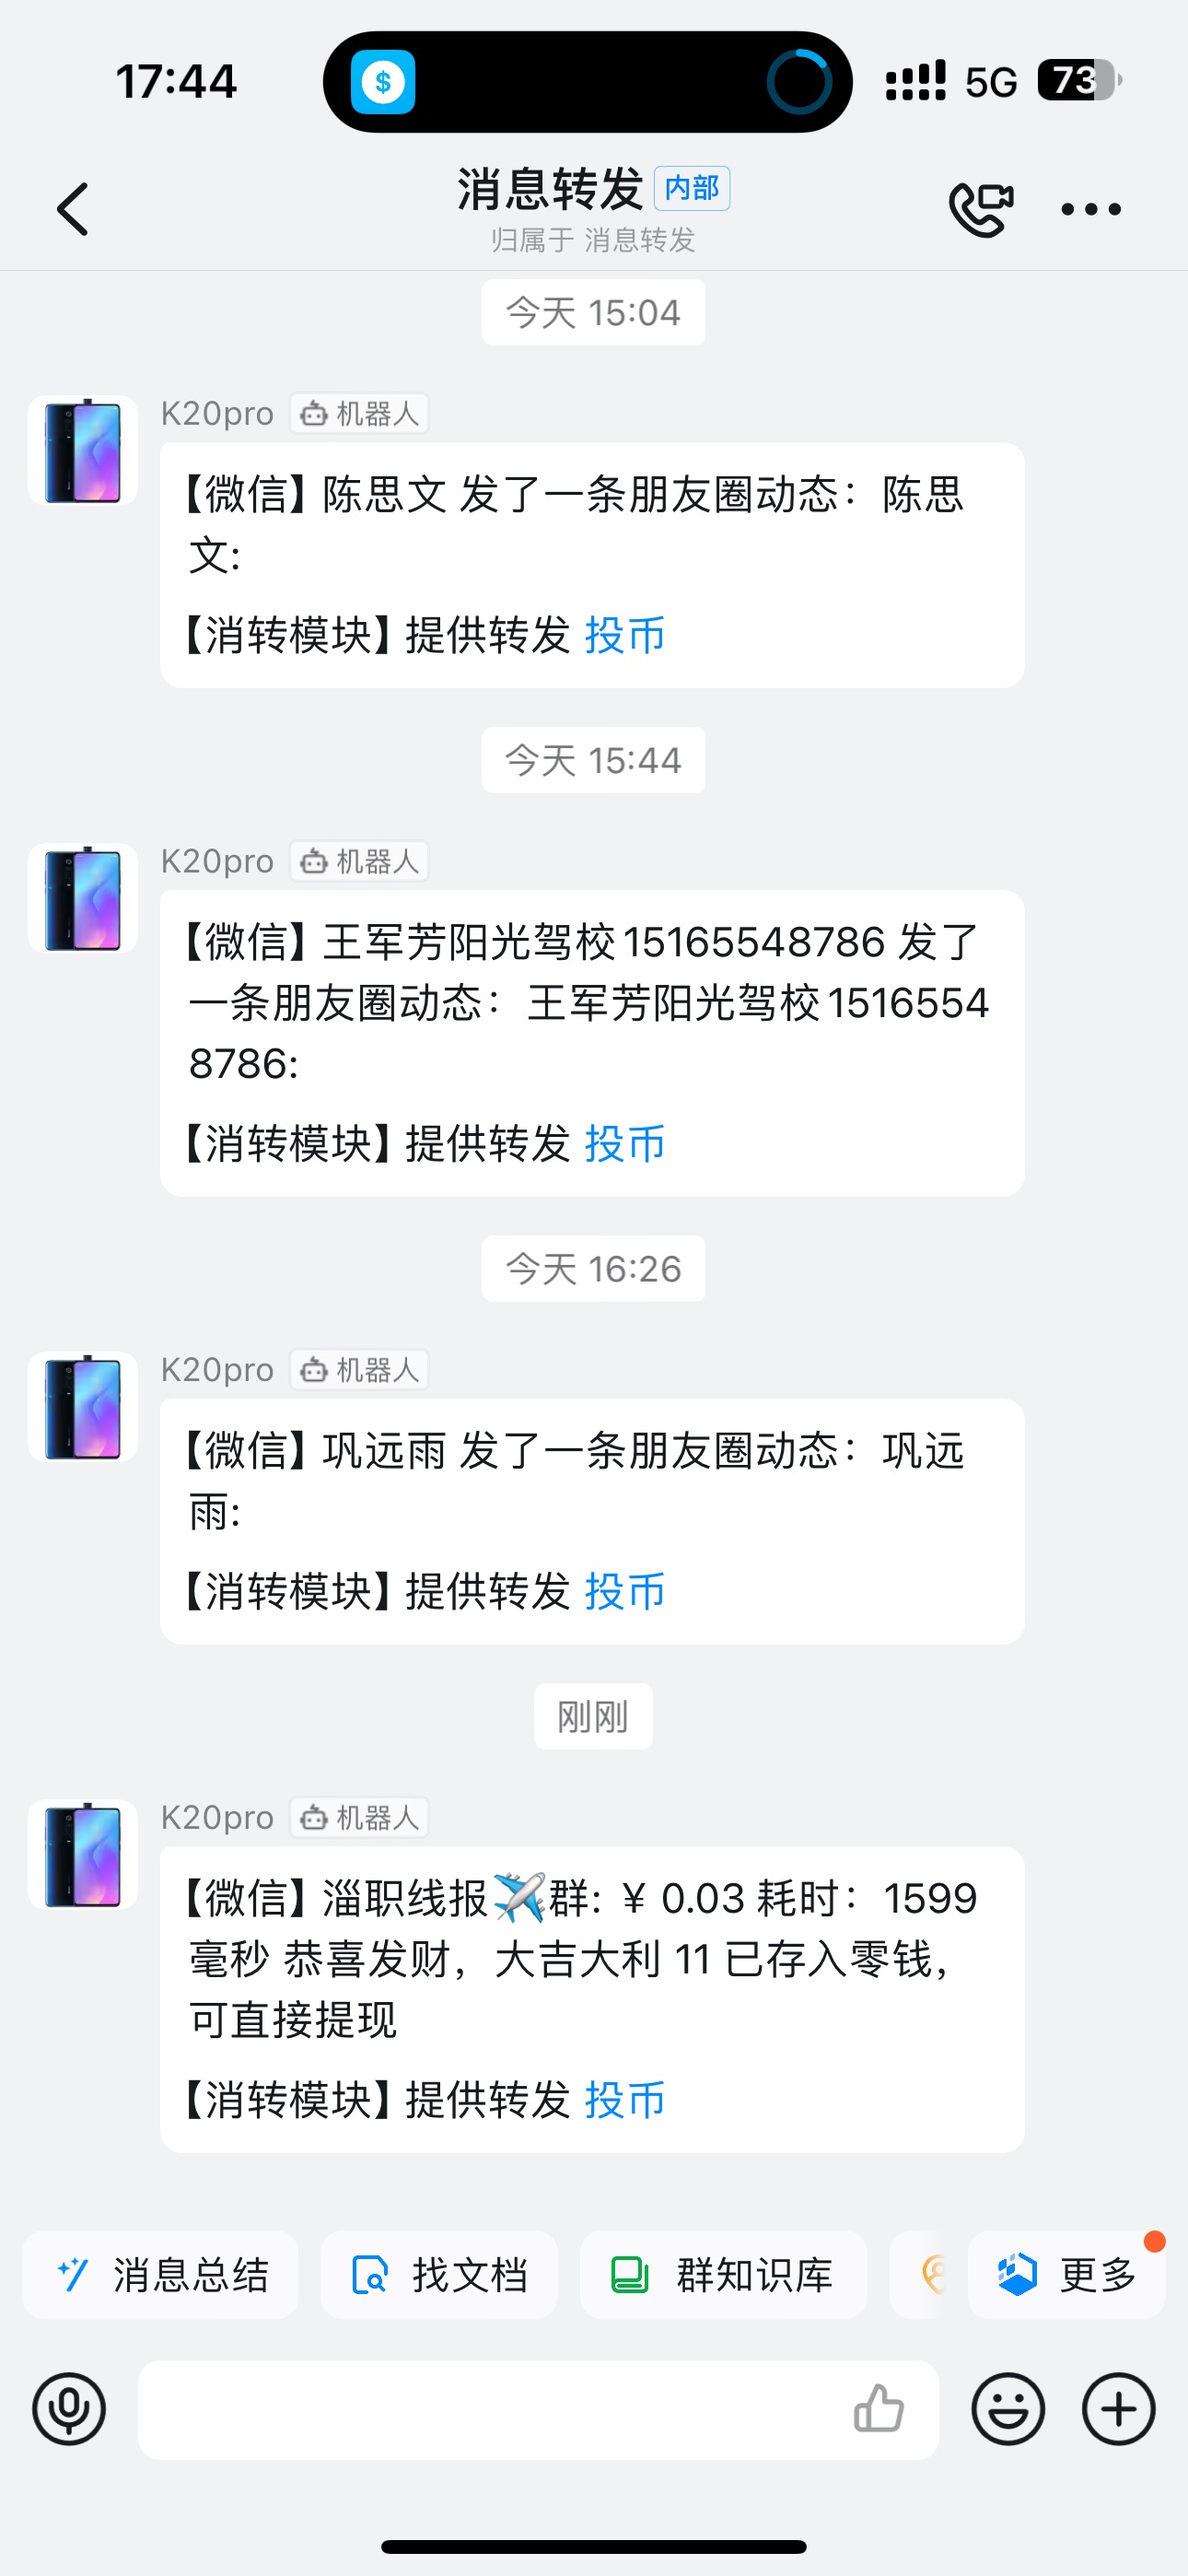 17:44
5G
73
消息转发 内部
归属于 消息转发
今天 15:04
K20pro 机器人
【微信】陈思文 发了一条朋友圈动态：陈思
文:
【消转模块】提供转发 投币
今天 15:44
K20pro 机器人
【微信】王军芳阳光驾校15165548786 发了
一条朋友圈动态：王军芳阳光驾校1516554
8786:
【消转模块】提供转发 投币
今天 16:26
K20pro 机器人
【微信】巩远雨 发了一条朋友圈动态：巩远
雨:
【消转模块】提供转发 投币
刚刚
K20pro 机器人
【微信】淄职线报✈️群: ¥ 0.03 耗时：1599
毫秒 恭喜发财，大吉大利 11 已存入零钱，
可直接提现
【消转模块】提供转发 投币
消息总结
找文档
群知识库
更多